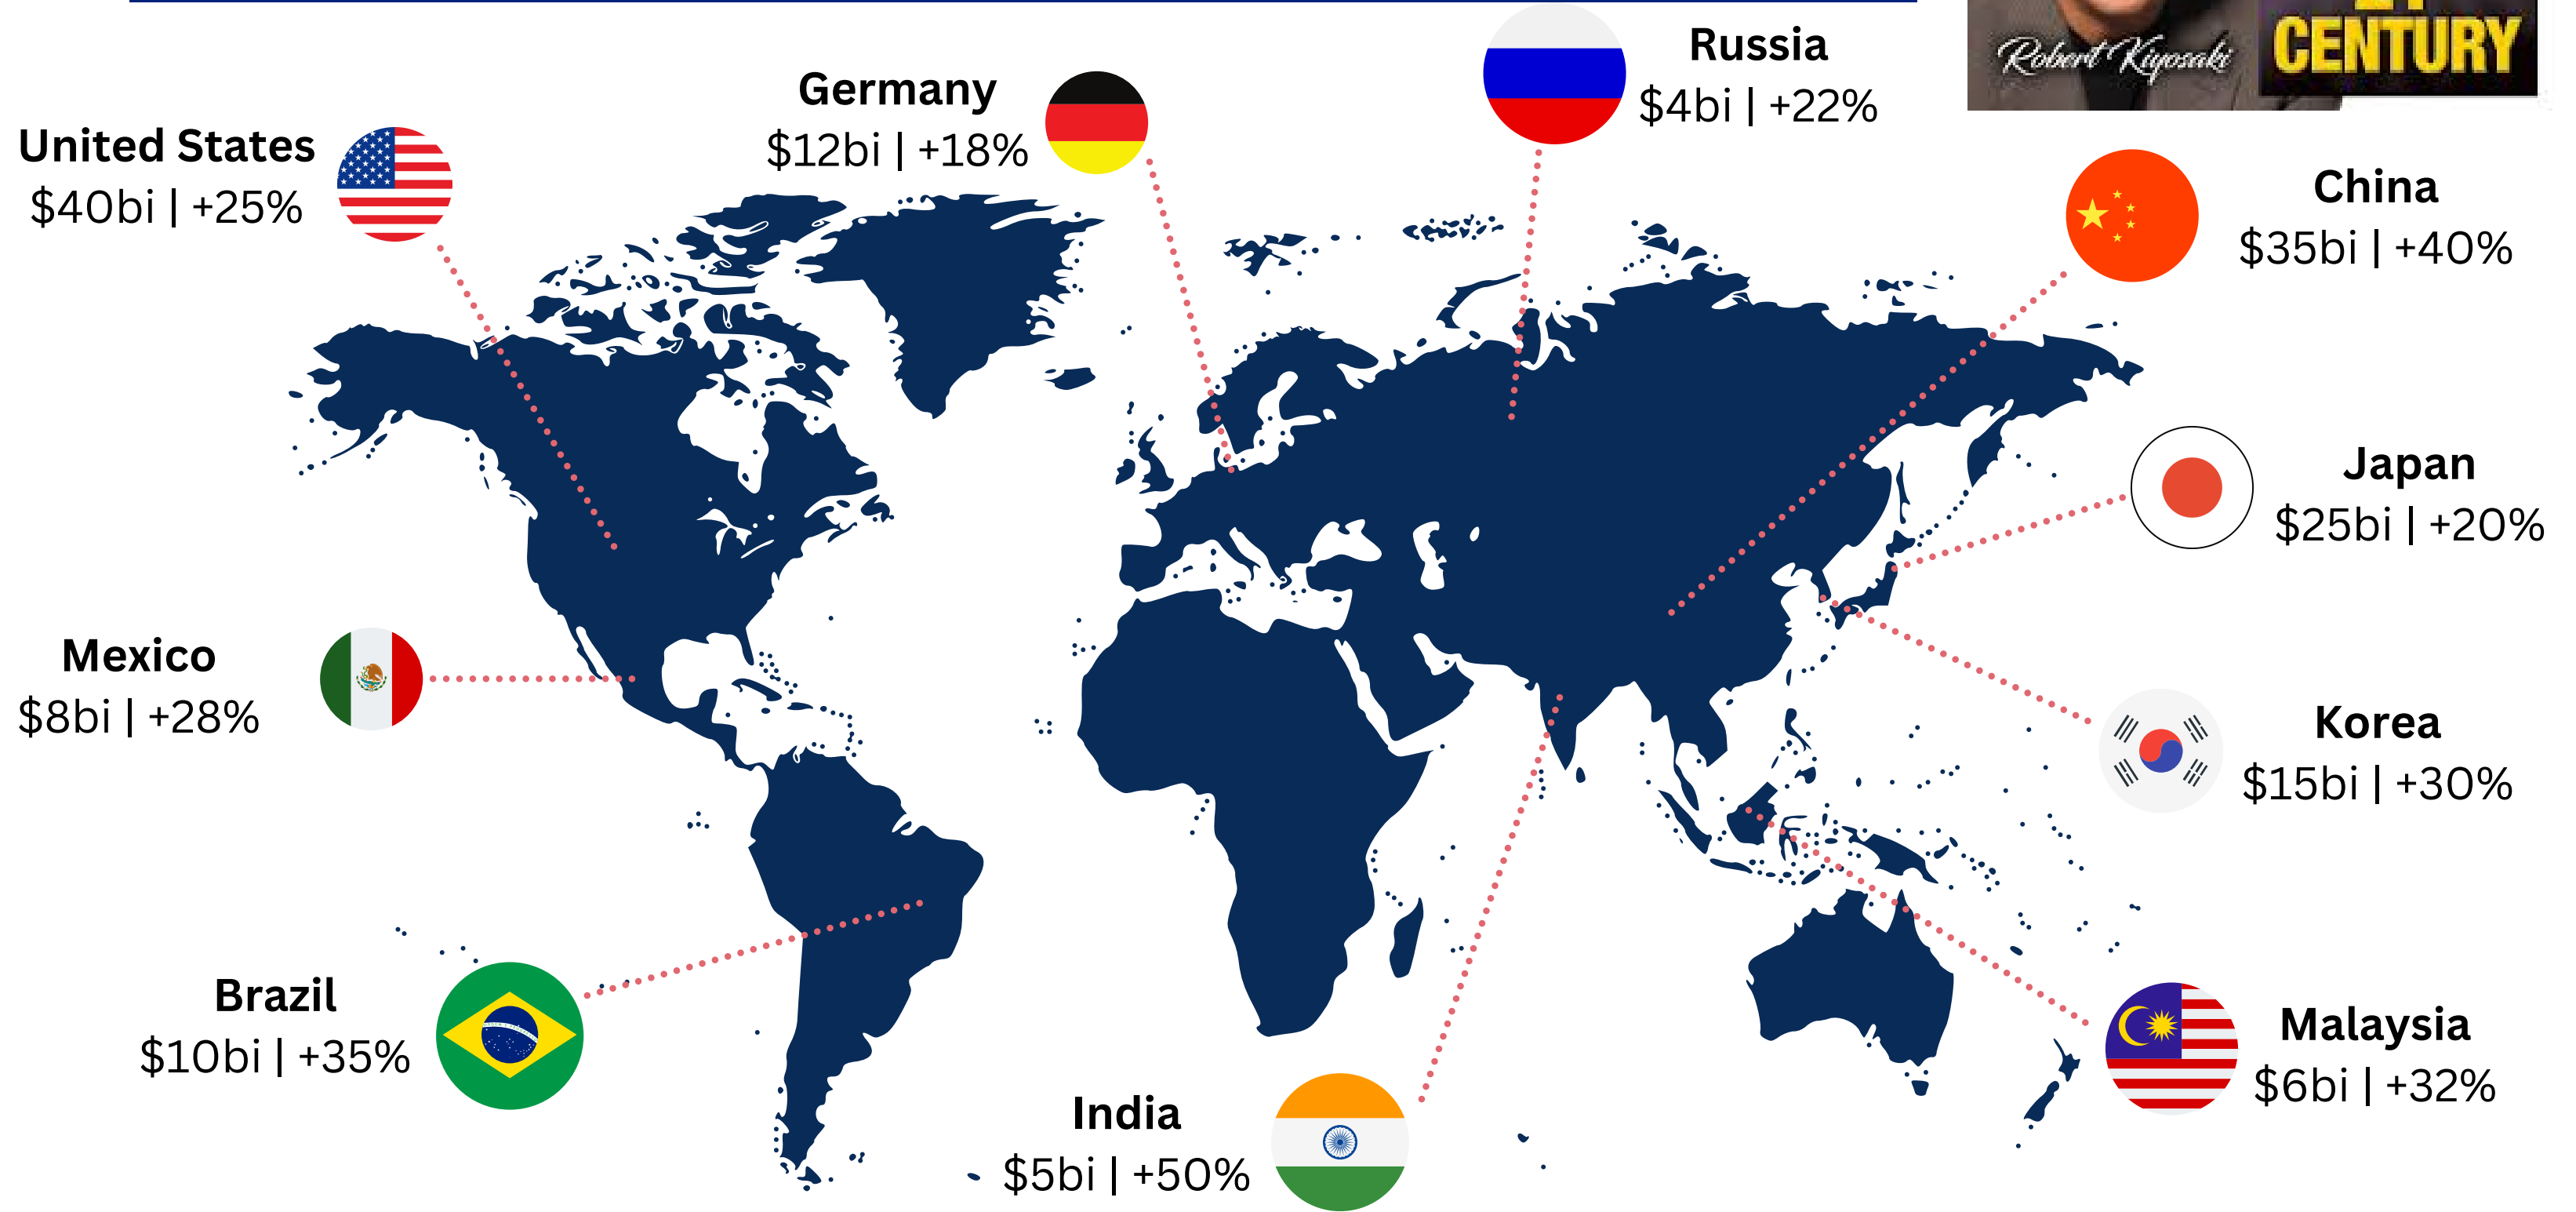 Robert Kiyosaki
CENTURY
Russia
$4bi | +22%
Germany
$12bi | +18%
United States
$40bi | +25%
China
$35bi | +40%
Japan
$25bi | +20%
Mexico
$8bi | +28%
Korea
$15bi | +30%
Brazil
$10bi | +35%
Malaysia
$6bi | +32%
India
$5bi | +50%